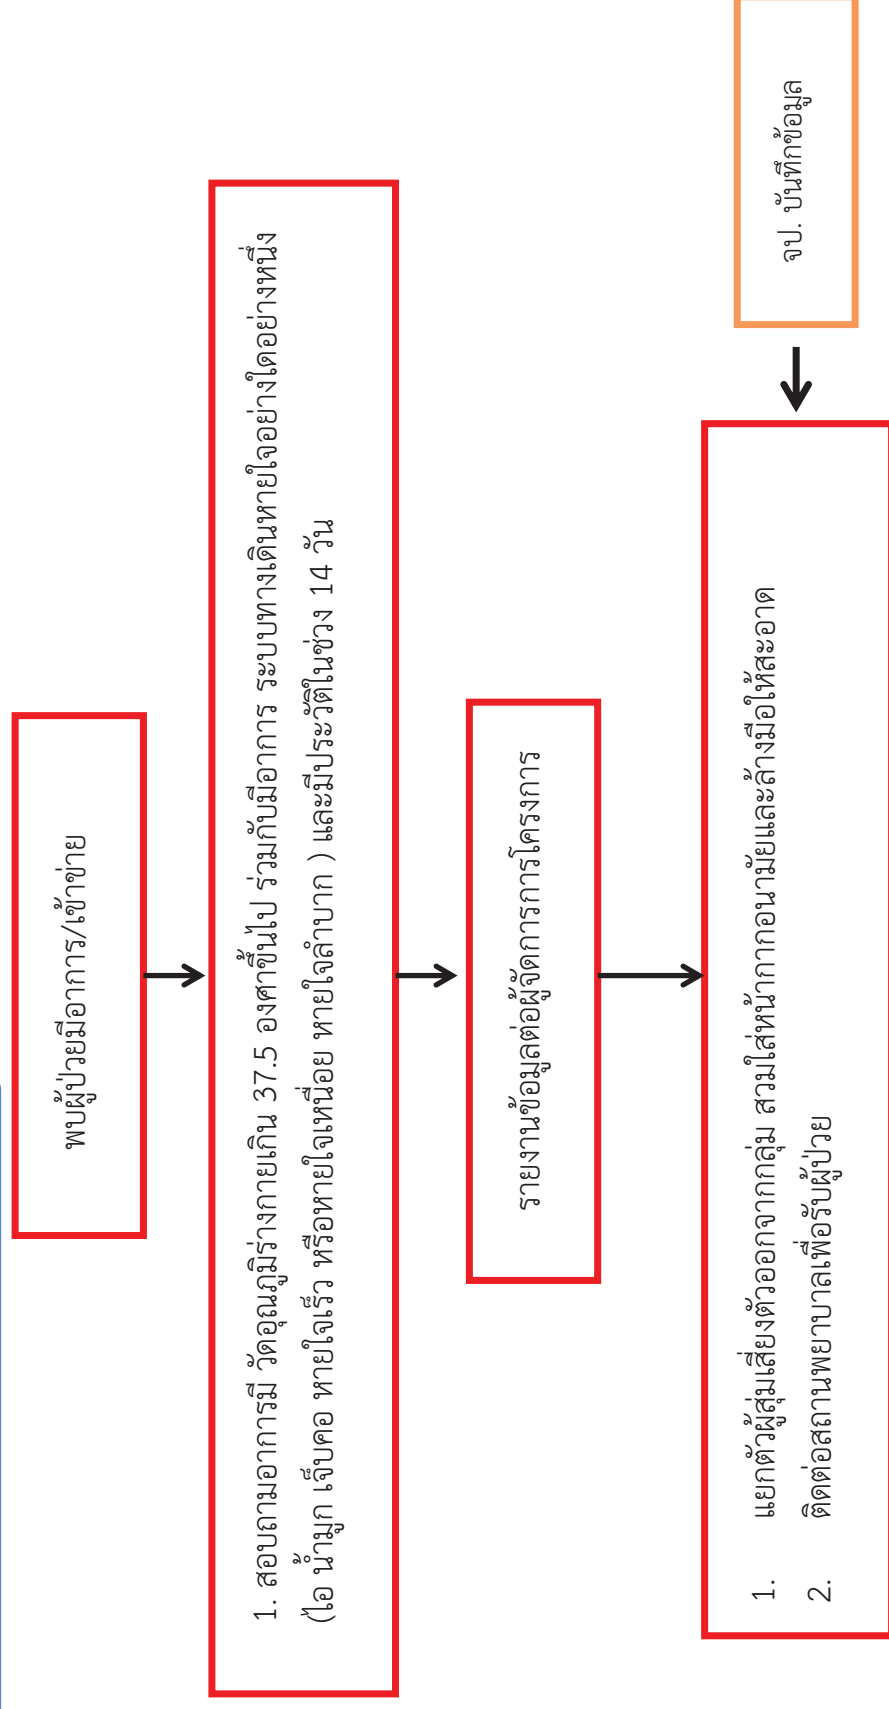 พบผู้ป่วยมีอาการ/เข้าข่าย
1. สอบถามอาการมี วัดอุณภูมิร่างกายเกิน 37.5 องศาขึ้นไป ร่วมกับมีอาการ ระบบทางเดินหายใจอย่างใดอย่างหนึ่ง
(ไอ น้ำมูก เจ็บคอ หายใจเร็ว หรือหายใจเหนื่อย หายใจลำบาก ) และมีประวัติในช่วง 14 วัน
รายงานข้อมูลต่อผู้จัดการการโครงการ
1. แยกตัวผู้สุ่มเสี่ยงตัวออกจากกลุ่ม สวมใส่หน้ากากอนามัยและล้างมือให้สะอาด
2. ติดต่อสถานพยาบาลเพื่อรับผู้ป่วย
จป. บันทึกข้อมูล